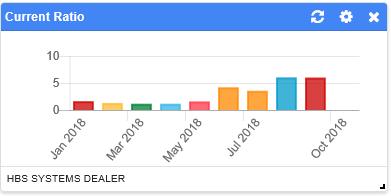 Current Ratio
10
5
0
Jan 2018
Mar 2018
May 2018
Jul 2018
Oct 2018
HBS SYSTEMS DEALER